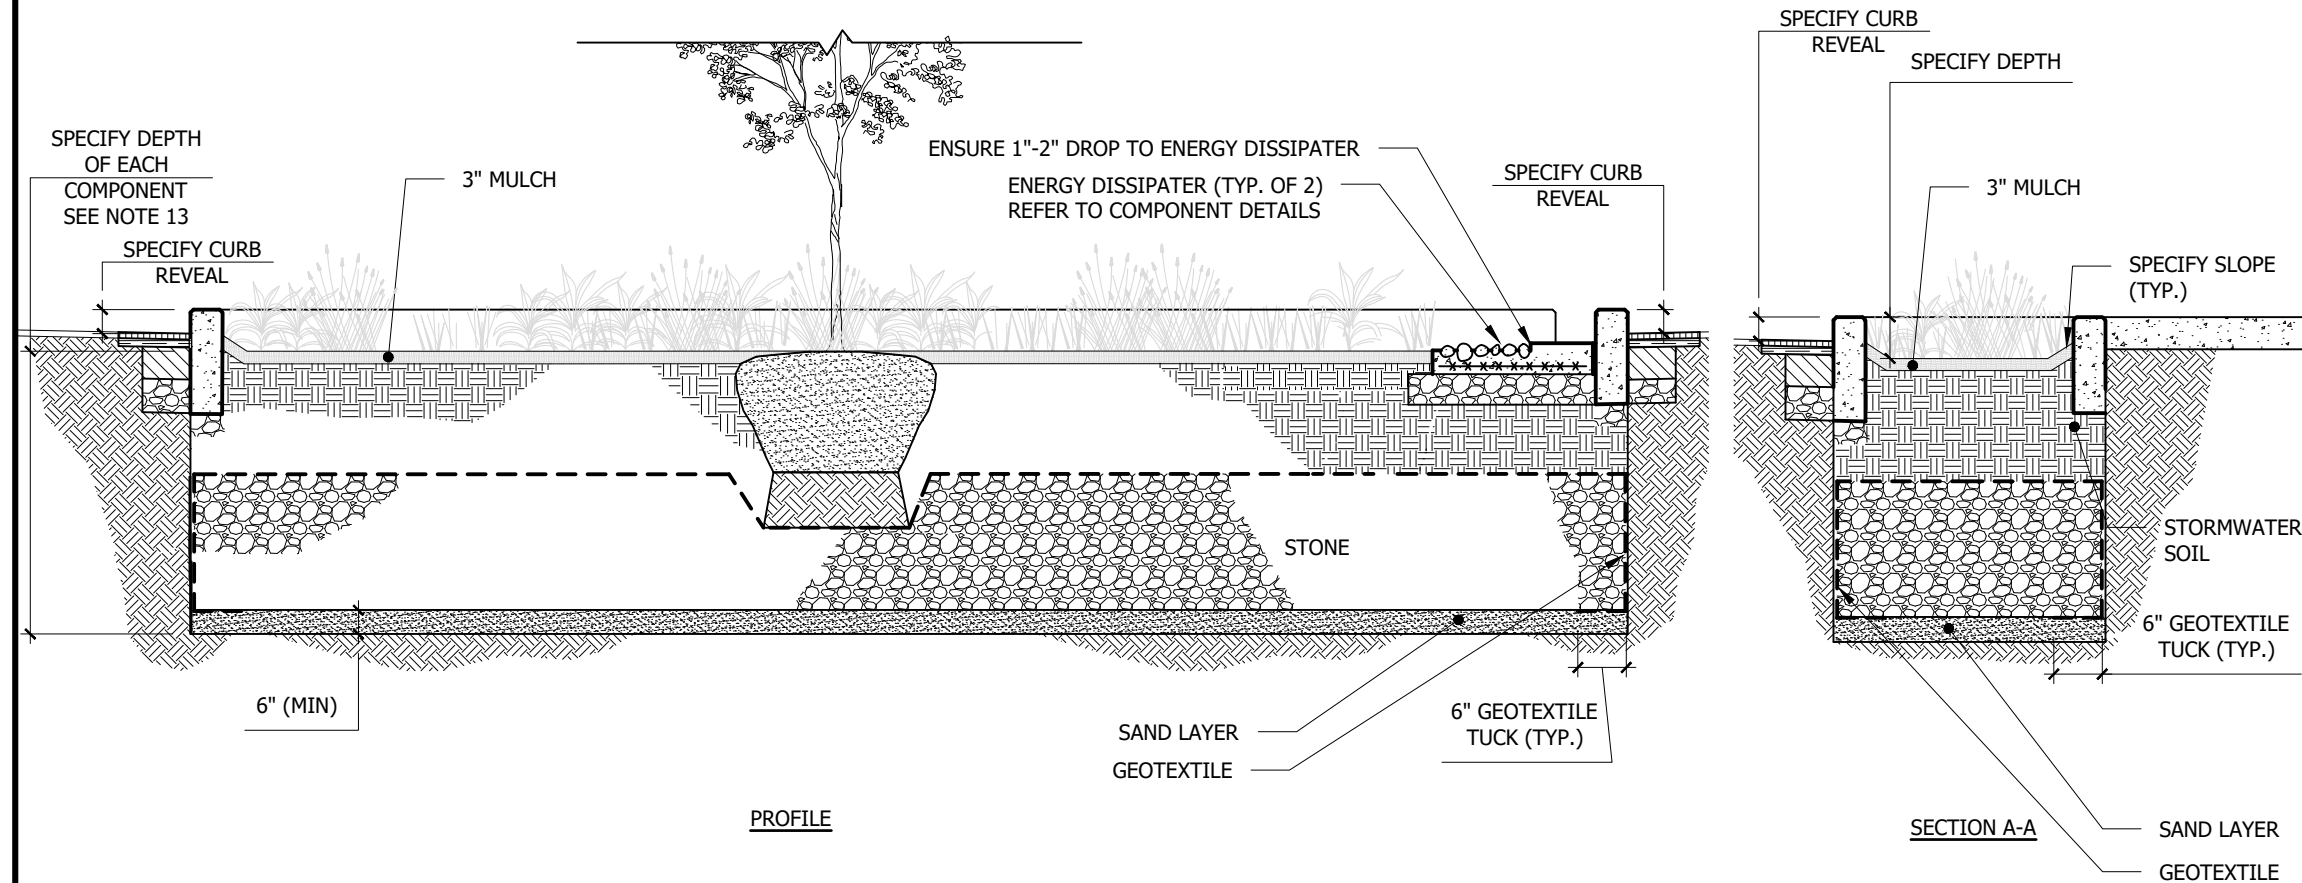 SPECIFY DEPTH
OF EACH
COMPONENT
SEE NOTE 13
SPECIFY CURB
REVEAL
3" MULCH
ENSURE 1"-2" DROP TO ENERGY DISSIPATER
ENERGY DISSIPATER (TYP. OF 2)
REFER TO COMPONENT DETAILS
SPECIFY CURB
REVEAL
STONE
6" (MIN)
SAND LAYER
GEOTEXTILE
6" GEOTEXTILE
TUCK (TYP.)
PROFILE
SPECIFY CURB
REVEAL
SPECIFY DEPTH
3" MULCH
SPECIFY SLOPE
(TYP.)
STORMWATER
SOIL
6" GEOTEXTILE
TUCK (TYP.)
SECTION A-A
SAND LAYER
GEOTEXTILE